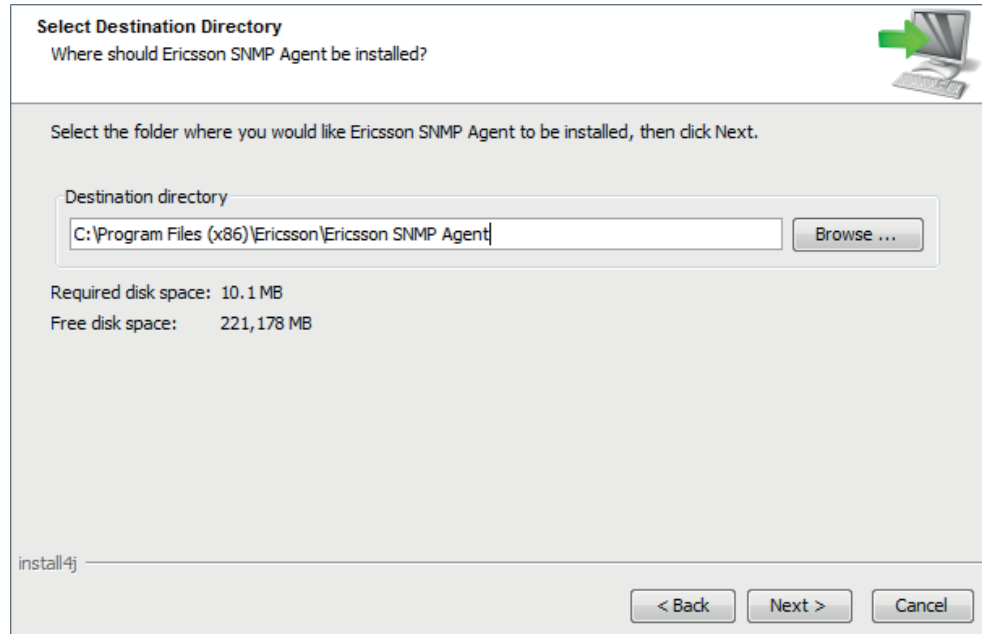 Select Destination Directory
Where should Ericsson SNMP Agent be installed?
Select the folder where you would like Ericsson SNMP Agent to be installed, then click Next.
Destination directory
C:\Program Files (x86)\Ericsson\Ericsson SNMP Agent
Browse ...
Required disk space: 10.1 MB
Free disk space: 221,178 MB
install4j
< Back Next > Cancel